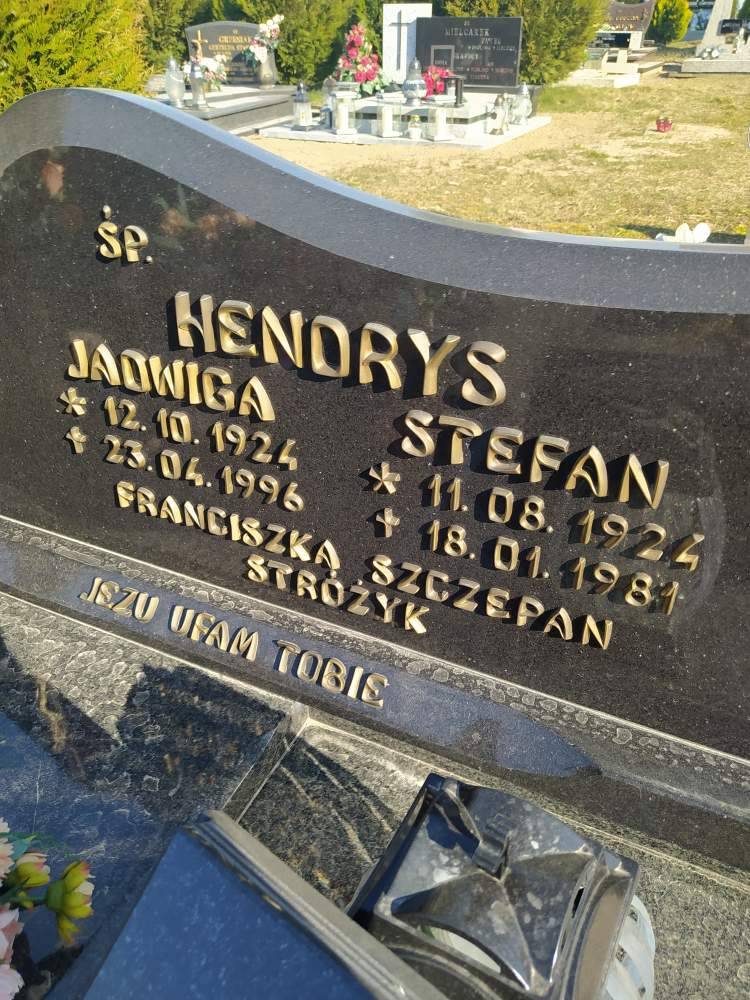 ŚP.
HENDRYS
JADWIGA
* 12. 10. 1924
† 23. 04. 1996
STEFAN
* 11. 08. 1924
† 18. 01. 1981
FRANCISZKA, SZCZEPAN
STRÓŻYK
JEZU UFAM TOBIE
MIELCAREK